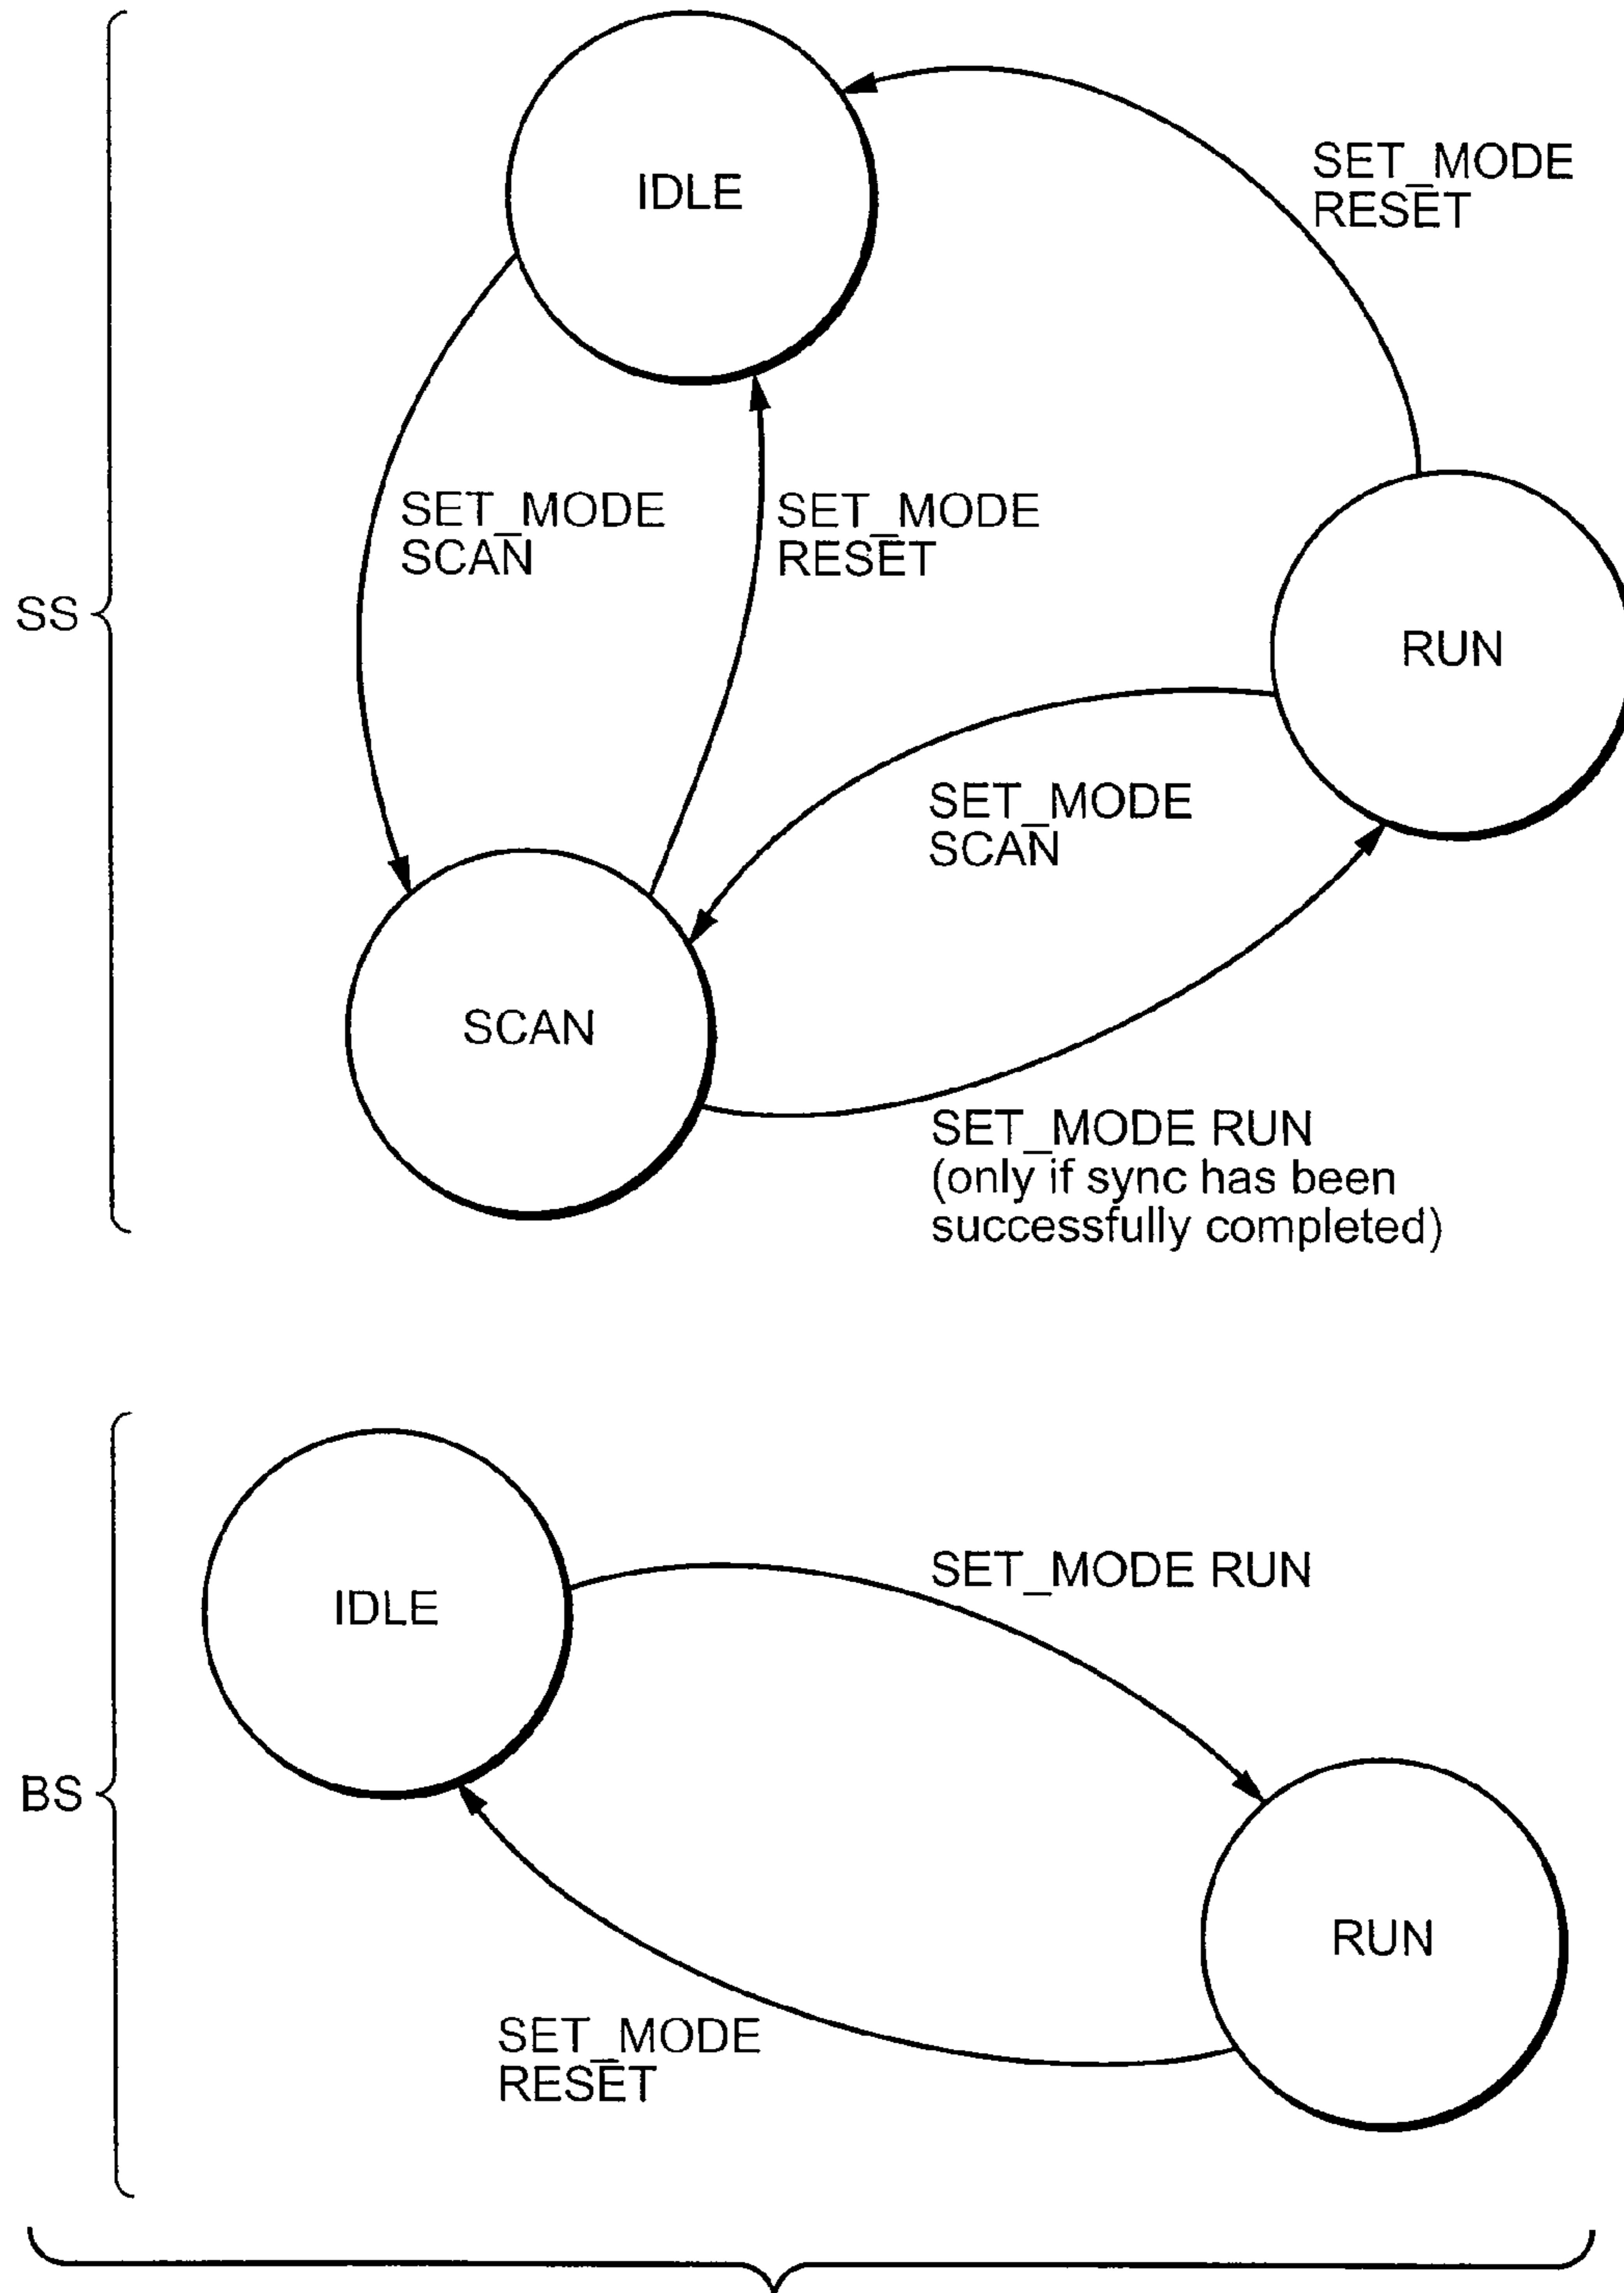 IDLE
SET_MODE
RESET
SET_MODE
SCAN
SET_MODE
RESET
SS
RUN
SET_MODE
SCAN
SCAN
SET_MODE RUN
(only if sync has been
successfully completed)
SET_MODE RUN
IDLE
BS
RUN
SET_MODE
RESET